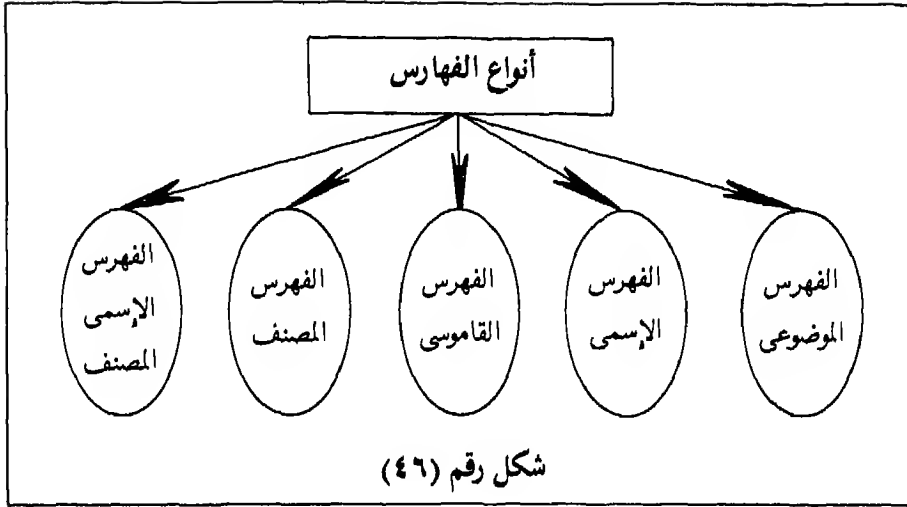 أنواع الفهارس
الفهرس
الموضوعى
الفهرس
الإسمى
الفهرس
القاموسى
الفهرس
المصنف
الفهرس
الإسمى
المصنف
شكل رقم (٤٦)